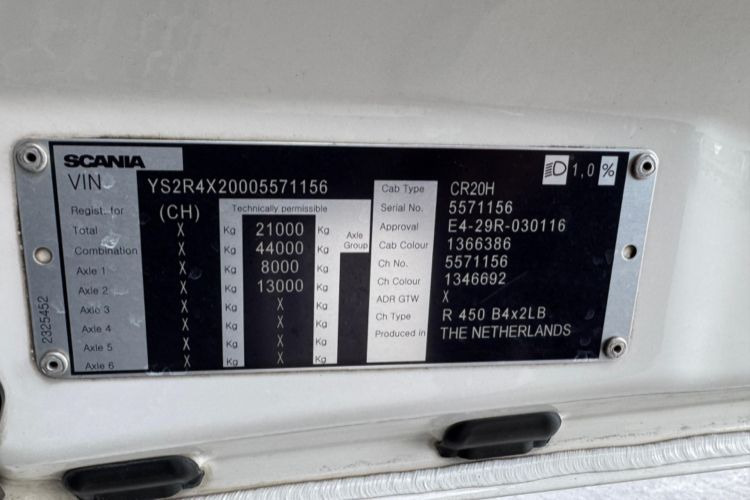 SCANIA
1,0 %
VIN YS2R4X20005571156
Regist. for (CH) Technically permissible
Total X Kg 21000 Kg Axle Group
Combination X Kg 44000 Kg
Axle 1 X Kg 8000 Kg
Axle 2 X Kg 13000 Kg
Axle 3 X Kg X Kg
Axle 4 X Kg X Kg
Axle 5 X Kg X Kg
Axle 6 X Kg X Kg
Cab Type CR20H
Serial No. 5571156
Approval E4-29R-030116
Cab Colour 1366386
Ch No. 5571156
Ch Colour 1346692
ADR GTW X
Ch Type R 450 B4x2LB
Produced in THE NETHERLANDS
2325452